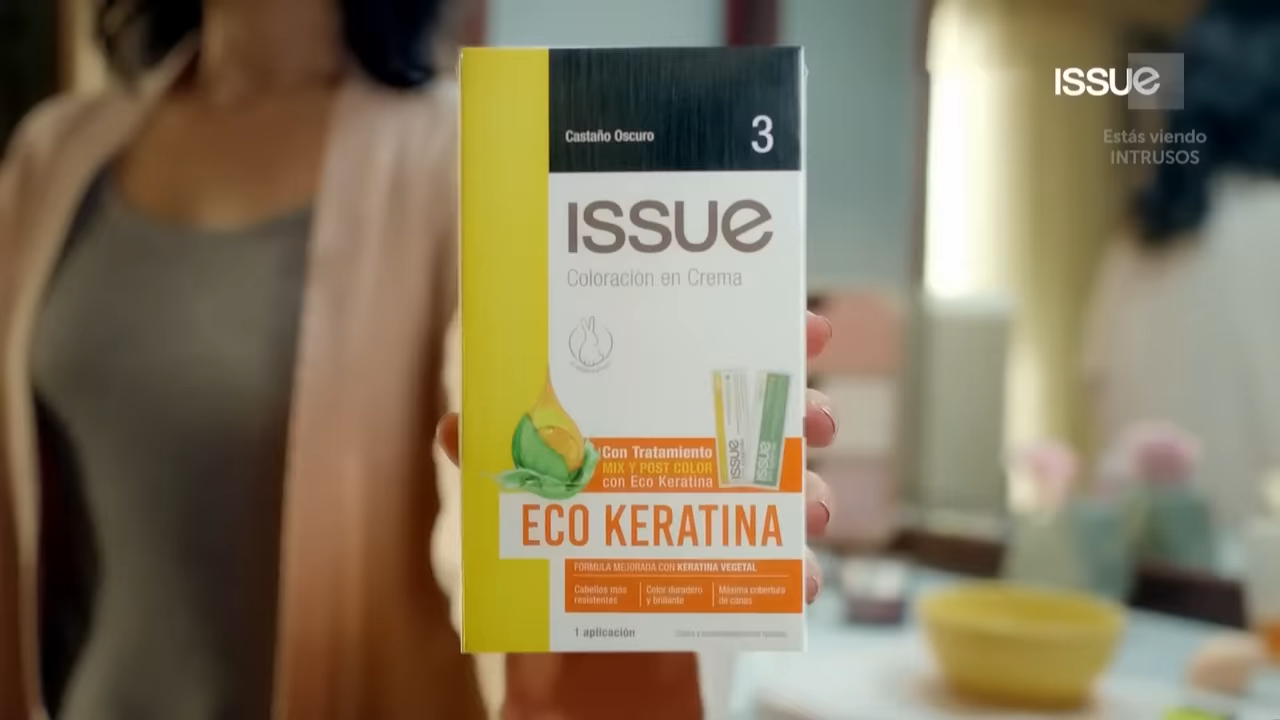 Castaño Oscuro
3
ISSUE
Coloración en Crema
Con Tratamiento
MIX Y POST COLOR
con Eco Keratina
ISSUE
ISSUE
ECO KERATINA
FÓRMULA MEJORADA CON KERATINA VEGETAL
Cabellos más
resistentes
Color duradero
y brillante
Máxima cobertura
de canas
1 aplicación
ISSUE
Estás viendo
INTRUSOS